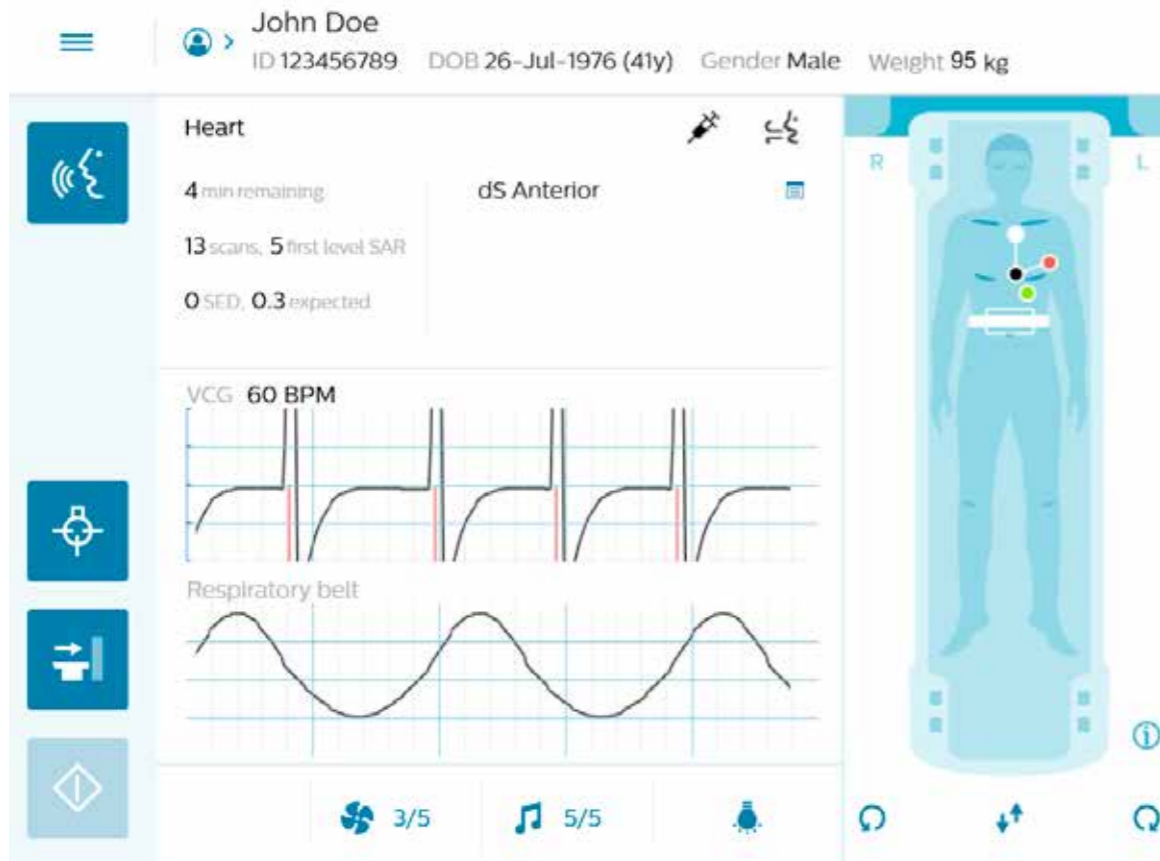 John Doe
ID 123456789 DOB 26-Jul-1976 (41y) Gender Male Weight 95 kg
Heart
4 min remaining
dS Anterior
13 scans, 5 first level SAR
0 SED, 0.3 expected
R
L
VCG 60 BPM
Respiratory belt
3/5
5/5